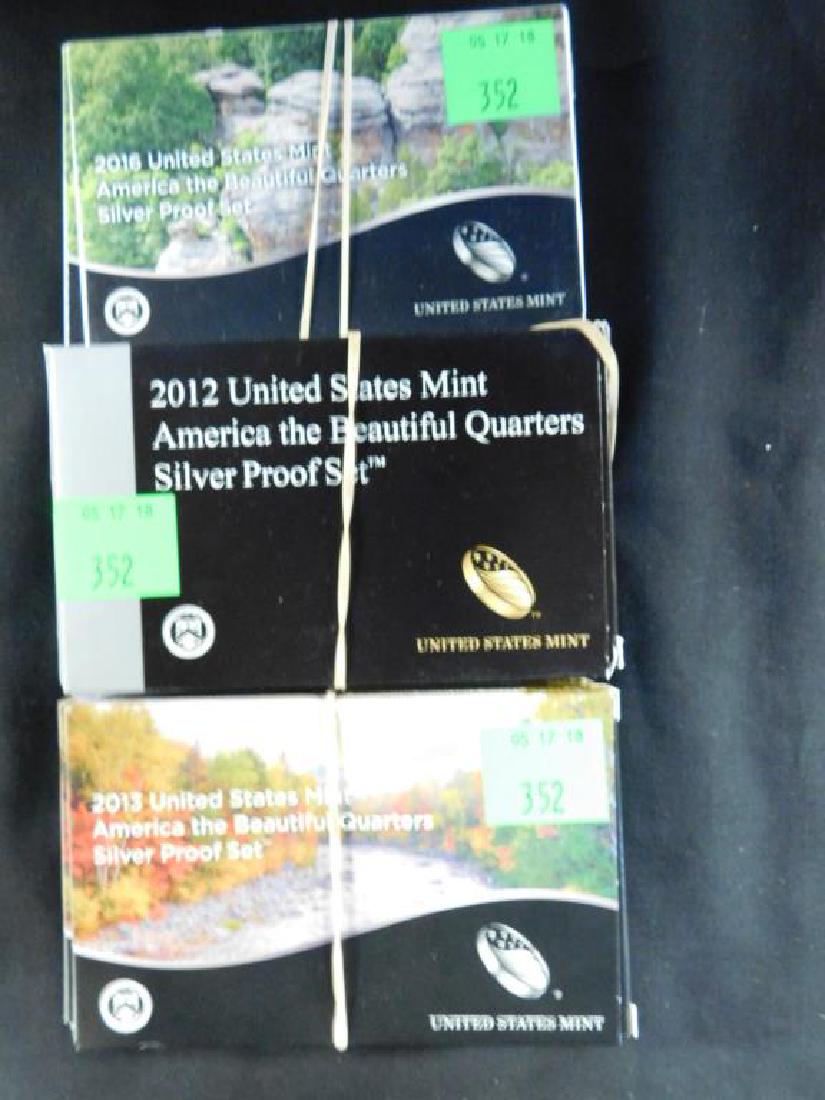 05 17 18
352
2016 United States Mint
America the Beautiful Quarters
Silver Proof Set
UNITED STATES MINT
2012 United States Mint
America the Beautiful Quarters
Silver Proof Set™
05 17 18
352
UNITED STATES MINT
05 17 18
352
2013 United States Mint
America the Beautiful Quarters
Silver Proof Set™
UNITED STATES MINT